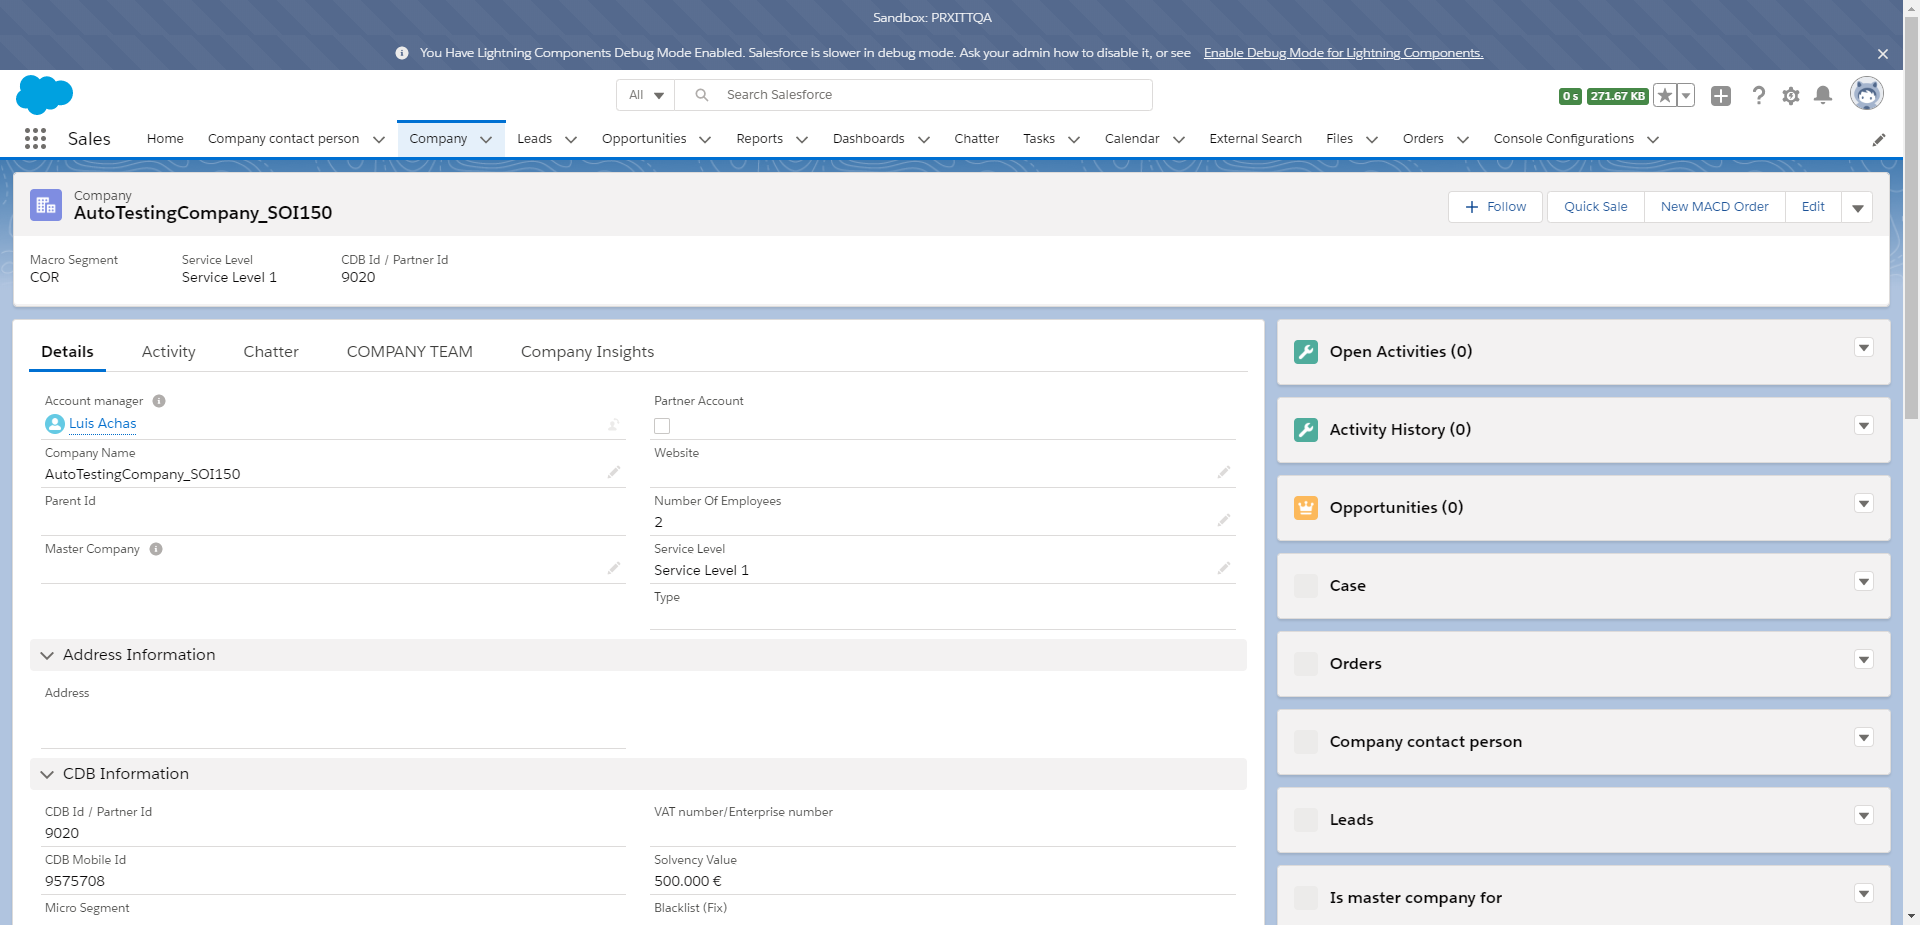 Sandbox: PRXITTQA
You Have Lightning Components Debug Mode Enabled. Salesforce is slower in debug mode. Ask your admin how to disable it, or see Enable Debug Mode for Lightning Components.
All
Search Salesforce
0 s 271.67 KB
Sales Home Company contact person Company Leads Opportunities Reports Dashboards Chatter Tasks Calendar External Search Files Orders Console Configurations
Company
AutoTestingCompany_SOI150
Follow Quick Sale New MACD Order Edit
Macro Segment Service Level CDB Id / Partner Id
COR Service Level 1 9020
Details Activity Chatter COMPANY TEAM Company Insights
Account manager Partner Account
Luis Achas
Company Name Website
AutoTestingCompany_SOI150
Parent Id Number Of Employees
2
Master Company Service Level
Service Level 1
Type
Address Information
Address
CDB Information
CDB Id / Partner Id VAT number/Enterprise number
9020
CDB Mobile Id Solvency Value
9575708 500.000 €
Micro Segment Blacklist (Fix)
Open Activities (0)
Activity History (0)
Opportunities (0)
Case
Orders
Company contact person
Leads
Is master company for